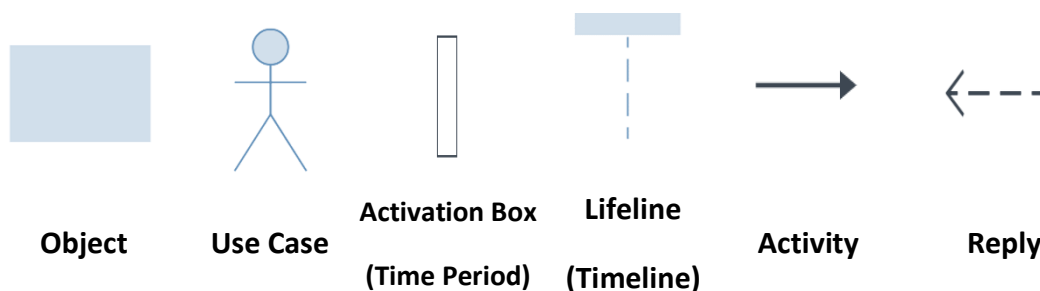 Object
Use Case
Activation Box
(Time Period)
Lifeline
(Timeline)
Activity
Reply